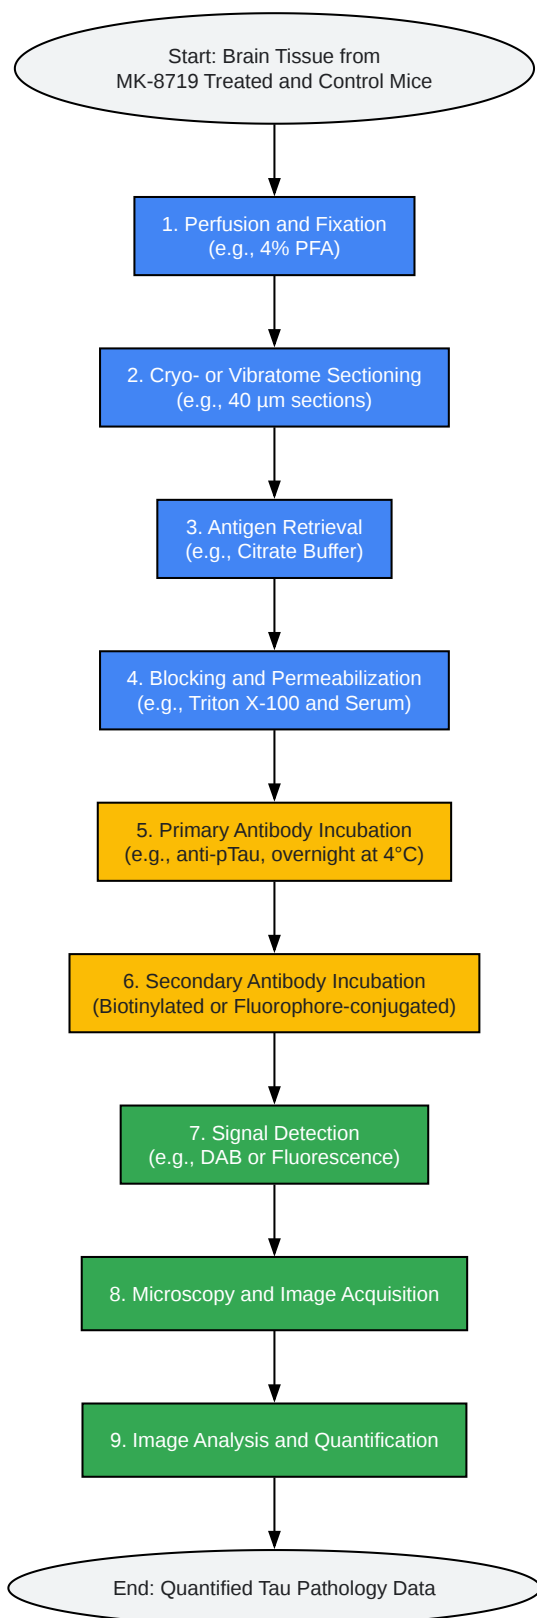 Start: Brain Tissue from
MK-8719 Treated and Control Mice
1. Perfusion and Fixation
(e.g., 4% PFA)
2. Cryo- or Vibratome Sectioning
(e.g., 40 µm sections)
3. Antigen Retrieval
(e.g., Citrate Buffer)
4. Blocking and Permeabilization
(e.g., Triton X-100 and Serum)
5. Primary Antibody Incubation
(e.g., anti-pTau, overnight at 4°C)
6. Secondary Antibody Incubation
(Biotinylated or Fluorophore-conjugated)
7. Signal Detection
(e.g., DAB or Fluorescence)
8. Microscopy and Image Acquisition
9. Image Analysis and Quantification
End: Quantified Tau Pathology Data